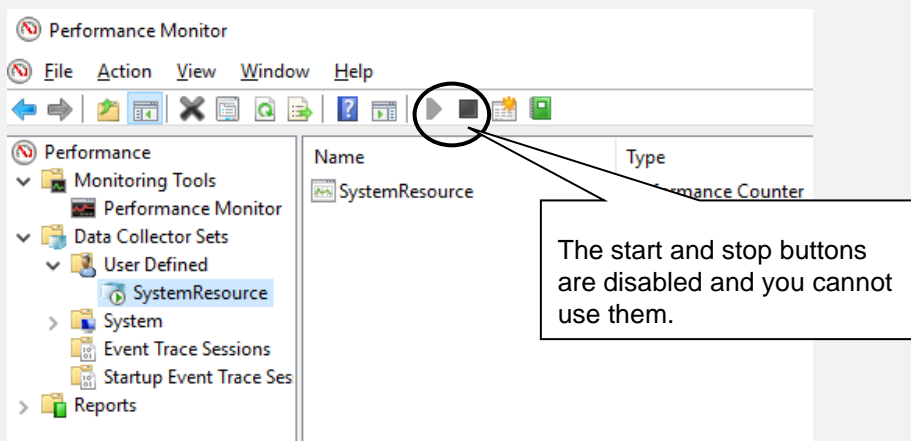 Performance Monitor
File Action View Window Help
Performance
Monitoring Tools
Performance Monitor
Data Collector Sets
User Defined
SystemResource
System
Event Trace Sessions
Startup Event Trace Ses
Reports
Name Type
SystemResource rmance Counter
The start and stop buttons
are disabled and you cannot
use them.